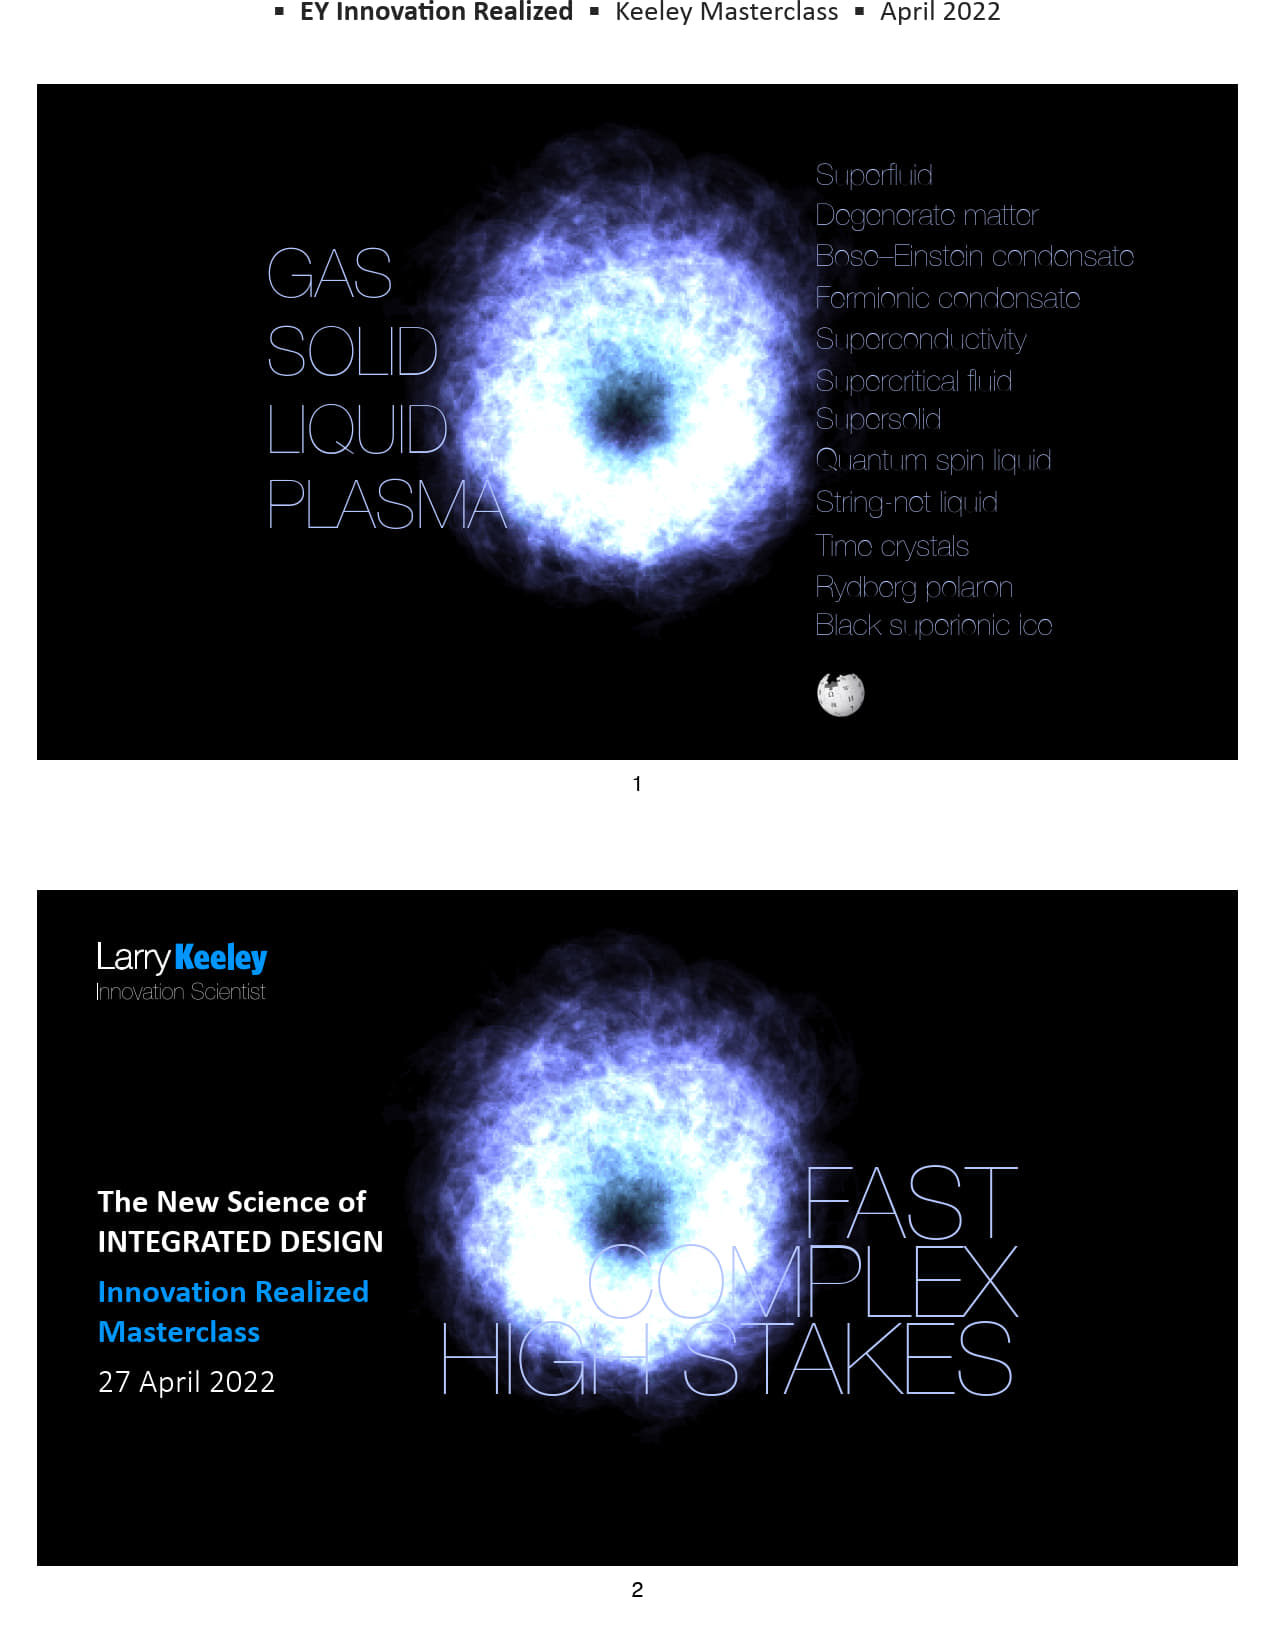 ▪ EY Innovation Realized ▪ Keeley Masterclass ▪ April 2022
GAS
SOLID
LIQUID
PLASMA
Superfluid
Degenerate matter
Bose–Einstein condensate
Fermionic condensate
Superconductivity
Supercritical fluid
Supersolid
Quantum spin liquid
String-net liquid
Time crystals
Rydberg polaron
Black superionic ice
1
Larry Keeley
Innovation Scientist
The New Science of
INTEGRATED DESIGN
Innovation Realized
Masterclass
27 April 2022
FAST
COMPLEX
HIGH STAKES
2